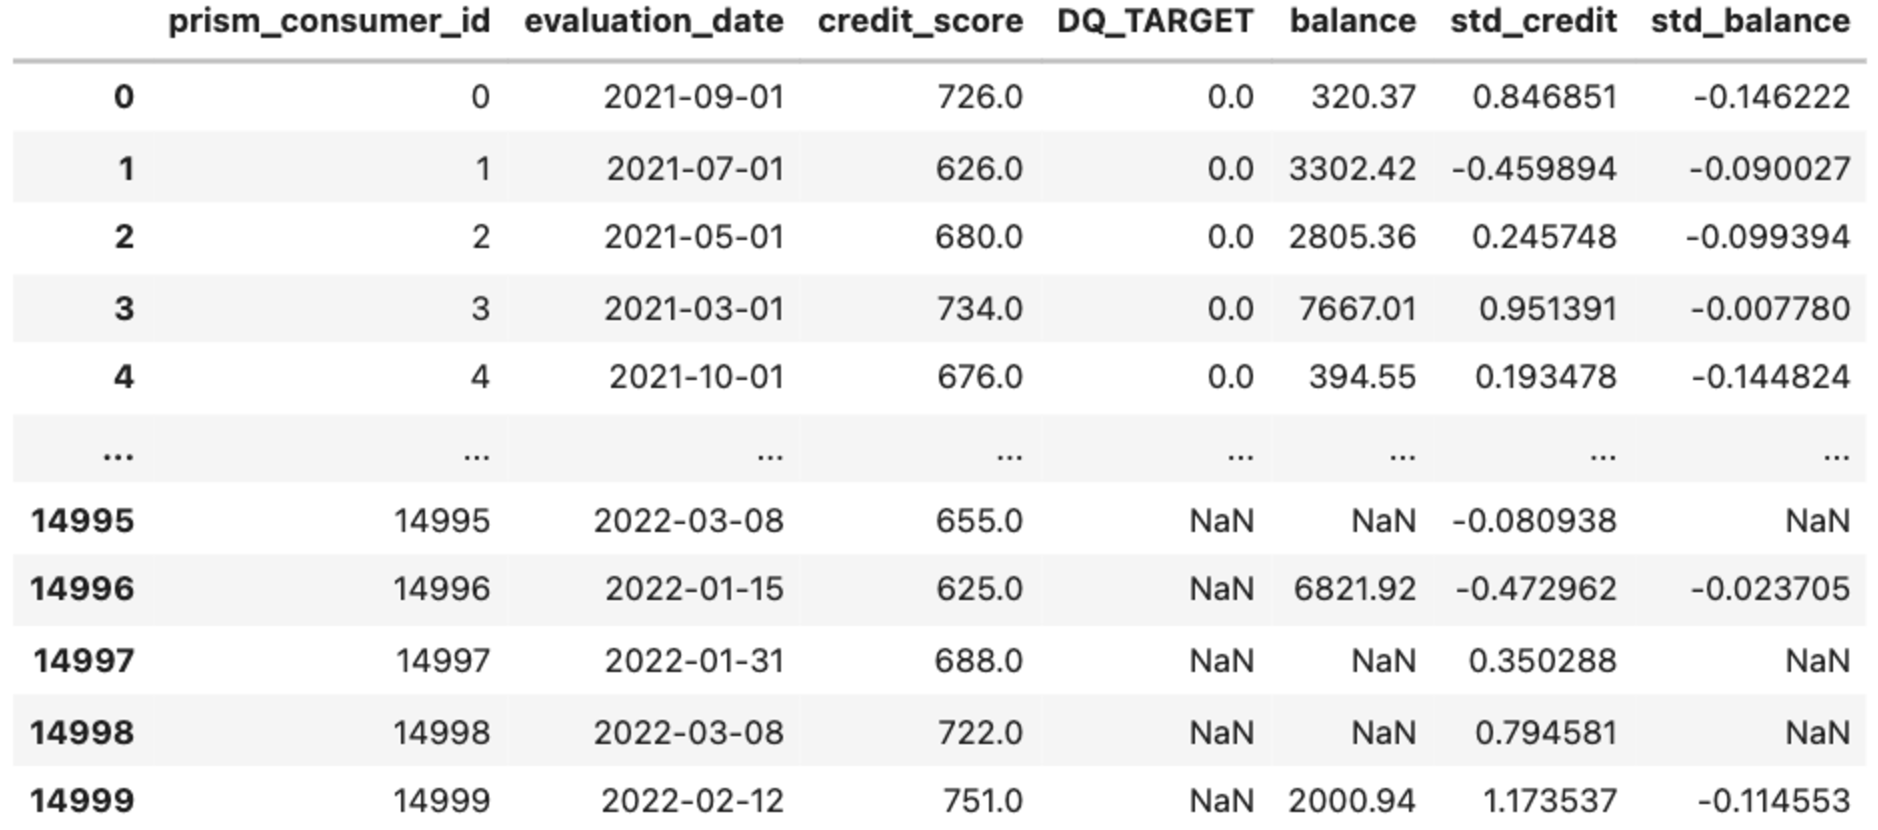 prism_consumer_id evaluation_date credit_score DQ_TARGET balance std_credit std_balance
0 0 2021-09-01 726.0 0.0 320.37 0.846851 -0.146222
1 1 2021-07-01 626.0 0.0 3302.42 -0.459894 -0.090027
2 2 2021-05-01 680.0 0.0 2805.36 0.245748 -0.099394
3 3 2021-03-01 734.0 0.0 7667.01 0.951391 -0.007780
4 4 2021-10-01 676.0 0.0 394.55 0.193478 -0.144824
... ... ... ... ... ... ... ...
14995 14995 2022-03-08 655.0 NaN NaN -0.080938 NaN
14996 14996 2022-01-15 625.0 NaN 6821.92 -0.472962 -0.023705
14997 14997 2022-01-31 688.0 NaN NaN 0.350288 NaN
14998 14998 2022-03-08 722.0 NaN NaN 0.794581 NaN
14999 14999 2022-02-12 751.0 NaN 2000.94 1.173537 -0.114553